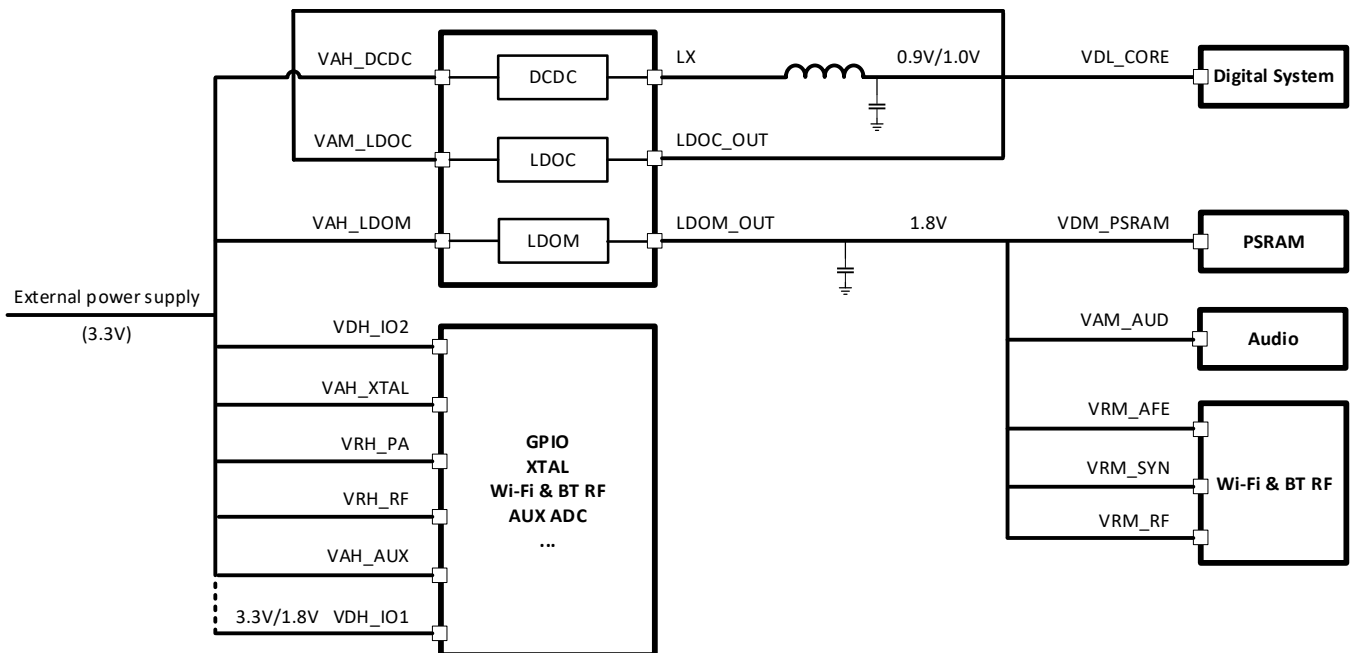 VAH_DCDC
DCDC
LX
0.9V/1.0V
VDL_CORE
Digital System
VAM_LDOC
LDOC
LDOC_OUT
VAH_LDOM
LDOM
LDOM_OUT
1.8V
VDM_PSRAM
PSRAM
External power supply
(3.3V)
VDH_IO2
VAH_XTAL
VRH_PA
VRH_RF
VAH_AUX
3.3V/1.8V VDH_IO1
GPIO
XTAL
Wi-Fi & BT RF
AUX ADC
...
VAM_AUD
Audio
VRM_AFE
VRM_SYN
VRM_RF
Wi-Fi & BT RF